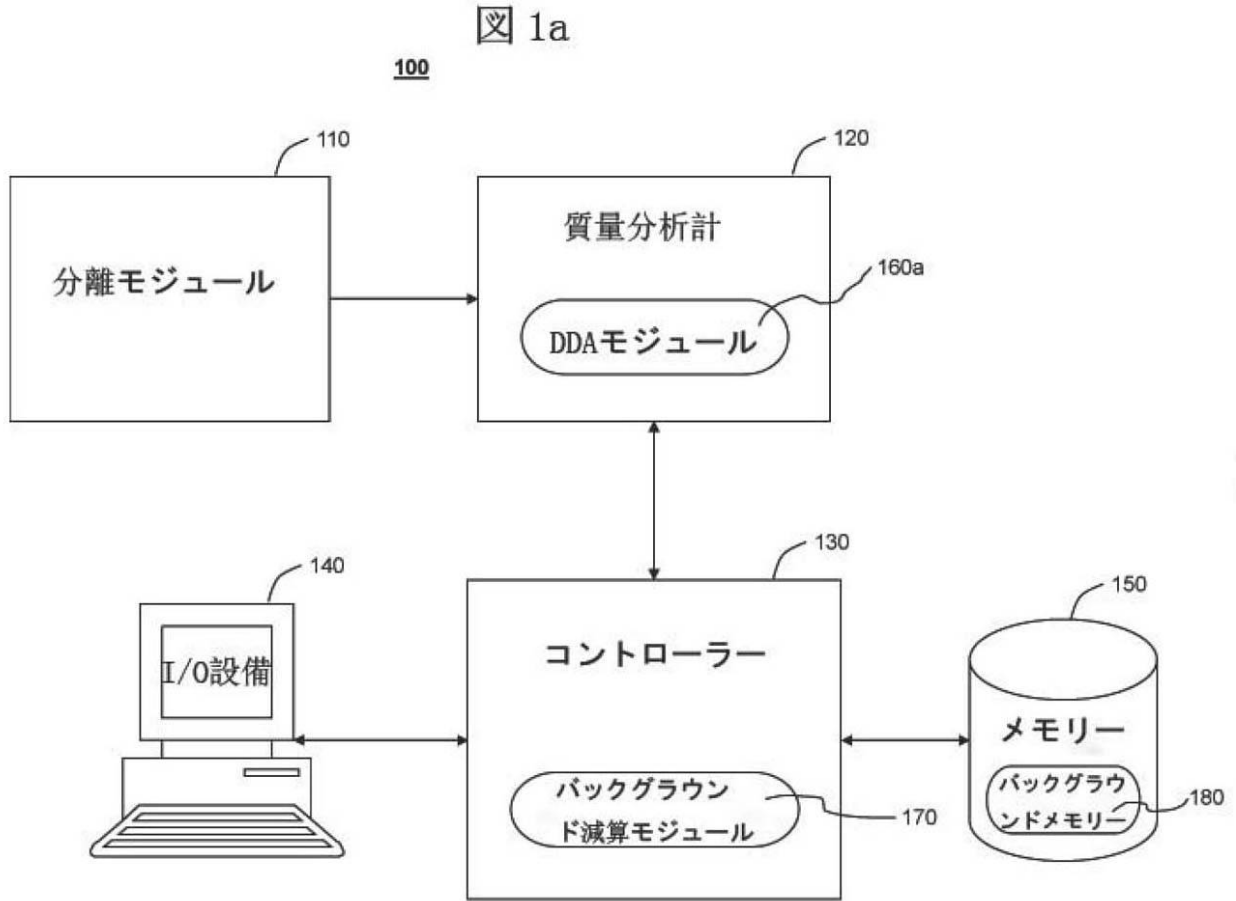 図 1a
100
110
120
分離モジュール
質量分析計
160a
DDAモジュール
130
140
150
コントローラー
I/O設備
メモリー
バックグラウン
ド減算モジュール
170
バックグラウ
ンドメモリー
180